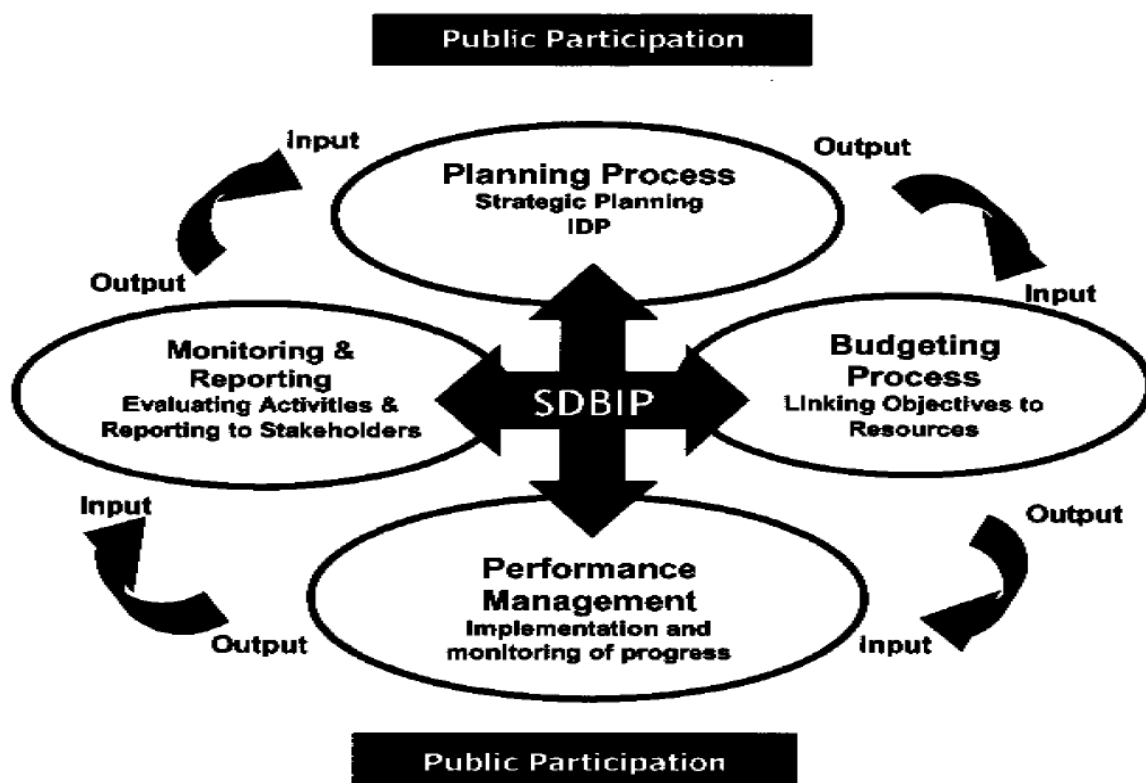 Public Participation
Input
Output
Planning Process
Strategic Planning
IDP
Output
Input
Monitoring &
Reporting
Evaluating Activities &
Reporting to Stakeholders
SDBIP
Budgeting
Process
Linking Objectives to
Resources
Input
Output
Output
Input
Performance
Management
Implementation and
monitoring of progress
Public Participation